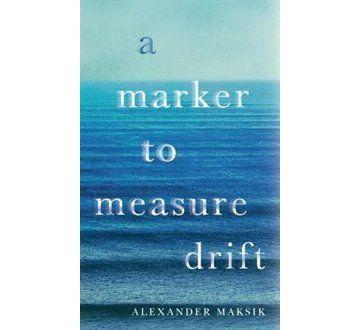 a
marker
to
measure
drift
ALEXANDER MAKSIK